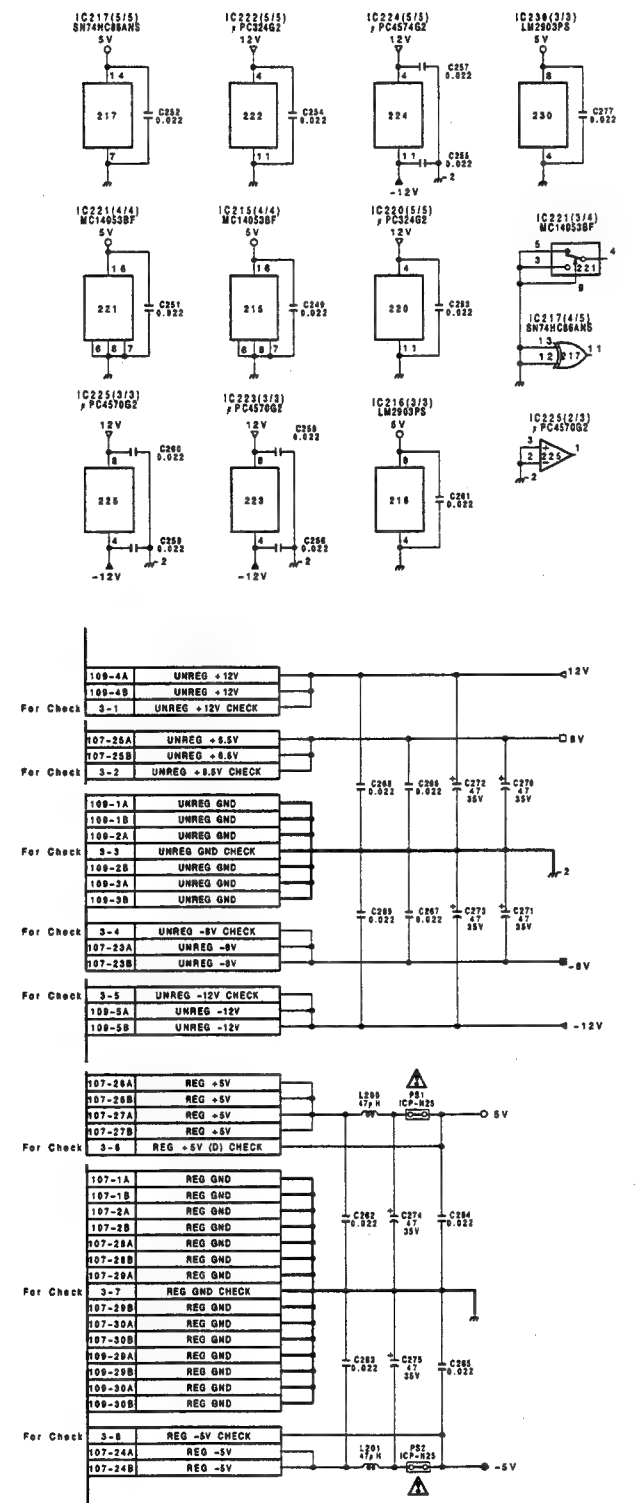 IC217(5/5)
SN74HC86ANS
5V
14
217
C252
0.022
7
IC222(5/5)
μPC324G2
12V
4
222
C254
0.022
11
IC224(5/5)
μPC4574G2
12V
C257
0.022
4
224
11
C255
0.022
2
-12V
IC230(3/3)
LM2903PS
5V
8
230
C277
0.022
4
IC221(4/4)
MC14053BF
5V
16
221
C251
0.022
6 8 7
IC215(4/4)
MC14053BF
5V
16
215
C249
0.022
6 8 7
IC220(5/5)
μPC324G2
12V
4
220
C253
0.022
11
IC221(3/4)
MC14053BF
5
3
4
221
9
IC217(4/5)
SN74HC86ANS
13
12
217
11
IC225(3/3)
μPC4570G2
12V
C260
0.022
8
225
4
C258
0.022
2
-12V
IC223(3/3)
μPC4570G2
12V
C259
0.022
8
223
4
C256
0.022
2
-12V
IC216(3/3)
LM2903PS
5V
8
216
C261
0.022
4
IC225(2/3)
μPC4570G2
3
2
225
1
2
109-4A UNREG +12V
109-4B UNREG +12V
For Check 3-1 UNREG +12V CHECK
12V
107-25A UNREG +8.5V
107-25B UNREG +8.5V
For Check 3-2 UNREG +8.5V CHECK
8V
C268
0.022
C266
0.022
C272
47
35V
C270
47
35V
109-1A UNREG GND
109-1B UNREG GND
109-2A UNREG GND
For Check 3-3 UNREG GND CHECK
109-2B UNREG GND
109-3A UNREG GND
109-3B UNREG GND
2
C269
0.022
C267
0.022
C273
47
35V
C271
47
35V
For Check 3-4 UNREG -8V CHECK
107-23A UNREG -8V
107-23B UNREG -8V
-8V
For Check 3-5 UNREG -12V CHECK
109-5A UNREG -12V
109-5B UNREG -12V
-12V
107-26A REG +5V
107-26B REG +5V
107-27A REG +5V
107-27B REG +5V
For Check 3-6 REG +5V (D) CHECK
L200
47μH
PS1
ICP-N25
5V
107-1A REG GND
107-1B REG GND
107-2A REG GND
107-2B REG GND
107-28A REG GND
107-28B REG GND
107-29A REG GND
For Check 3-7 REG GND CHECK
107-29B REG GND
107-30A REG GND
107-30B REG GND
109-29A REG GND
109-29B REG GND
109-30A REG GND
109-30B REG GND
C262
0.022
C274
47
35V
C264
0.022
C263
0.022
C275
47
35V
C265
0.022
For Check 3-8 REG -5V CHECK
107-24A REG -5V
107-24B REG -5V
L201
47μH
PS2
ICP-N25
-5V